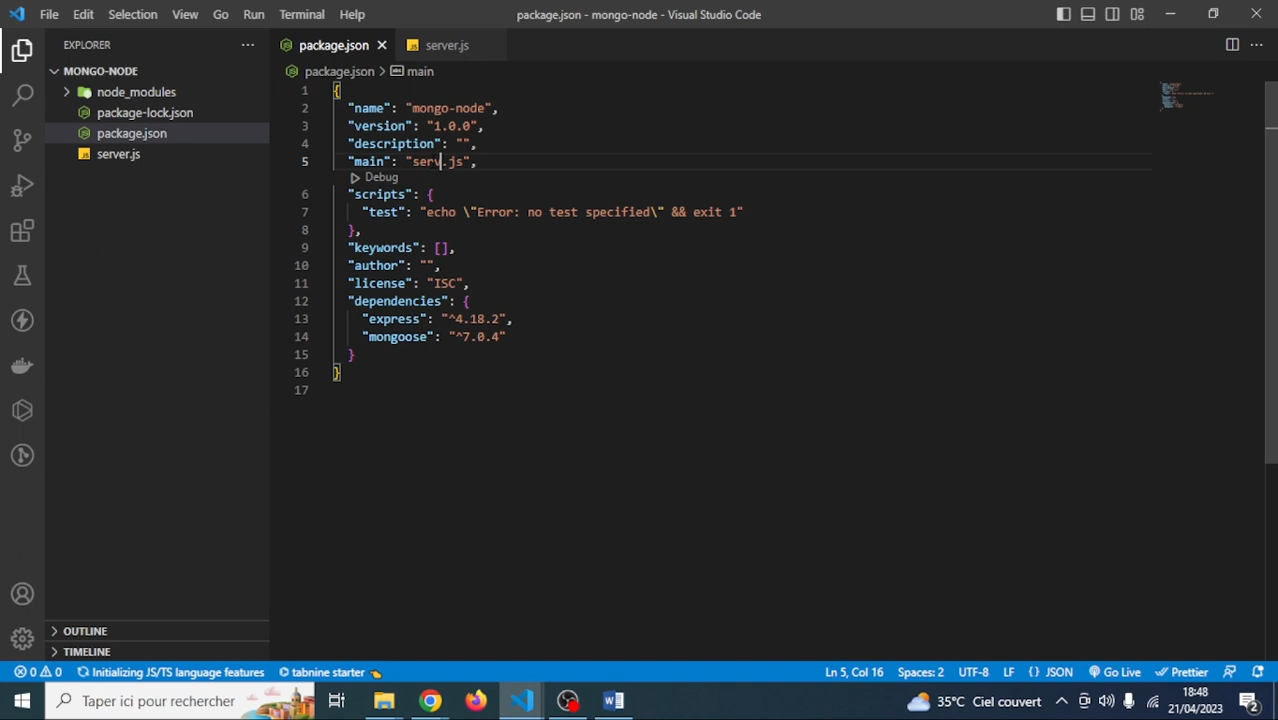 File Edit Selection View Go Run Terminal Help package.json - mongo-node - Visual Studio Code
EXPLORER
MONGO-NODE
node_modules
package-lock.json
package.json
server.js
package.json server.js
package.json > main
1 {
2 "name": "mongo-node",
3 "version": "1.0.0",
4 "description": "",
5 "main": "serv.js",
Debug
6 "scripts": {
7 "test": "echo \"Error: no test specified\" && exit 1"
8 },
9 "keywords": [],
10 "author": "",
11 "license": "ISC",
12 "dependencies": {
13 "express": "^4.18.2",
14 "mongoose": "^7.0.4"
15 }
16 }
17
OUTLINE
TIMELINE
0 0 Initializing JS/TS language features tabnine starter Ln 5, Col 16 Spaces: 2 UTF-8 LF {} JSON Go Live Prettier
Taper ici pour rechercher 35°C Ciel couvert 18:48
21/04/2023 2